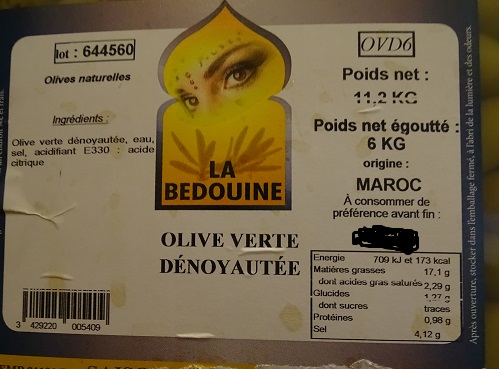 lot : 644560
Olives naturelles
Ingrédients :
Olive verte dénoyautée, eau,
sel, acidifiant E330 : acide
citrique
3 429220 005409
LA
BEDOUINE
OLIVE VERTE
DÉNOYAUTÉE
OVD6
Poids net :
11.2 KG
Poids net égoutté :
6 KG
origine :
MAROC
À consommer de
préférence avant fin :
Energie 709 kJ et 173 kcal
Matières grasses 17,1 g
dont acides gras saturés 2,29 g
Glucides 1,27 g
dont sucres traces
Protéines 0,98 g
Sel 4,12 g
Après ouverture, stocker dans l'emballage fermé, à l'abri de la lumière et des odeurs.